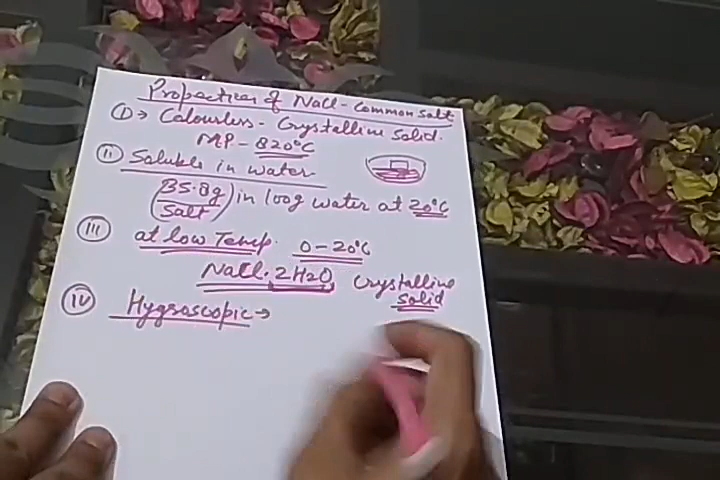 Properties of NaCl - Common Salt
(I) → Colourless - Crystalline Solid.
MP - 820°C
(II) Soluble in water
(35.8g / Salt) in 100g water at 20°C
(III) at low Temp. 0-20°C
NaCl.2H2O Crystalline Solid
(IV) Hygroscopic →